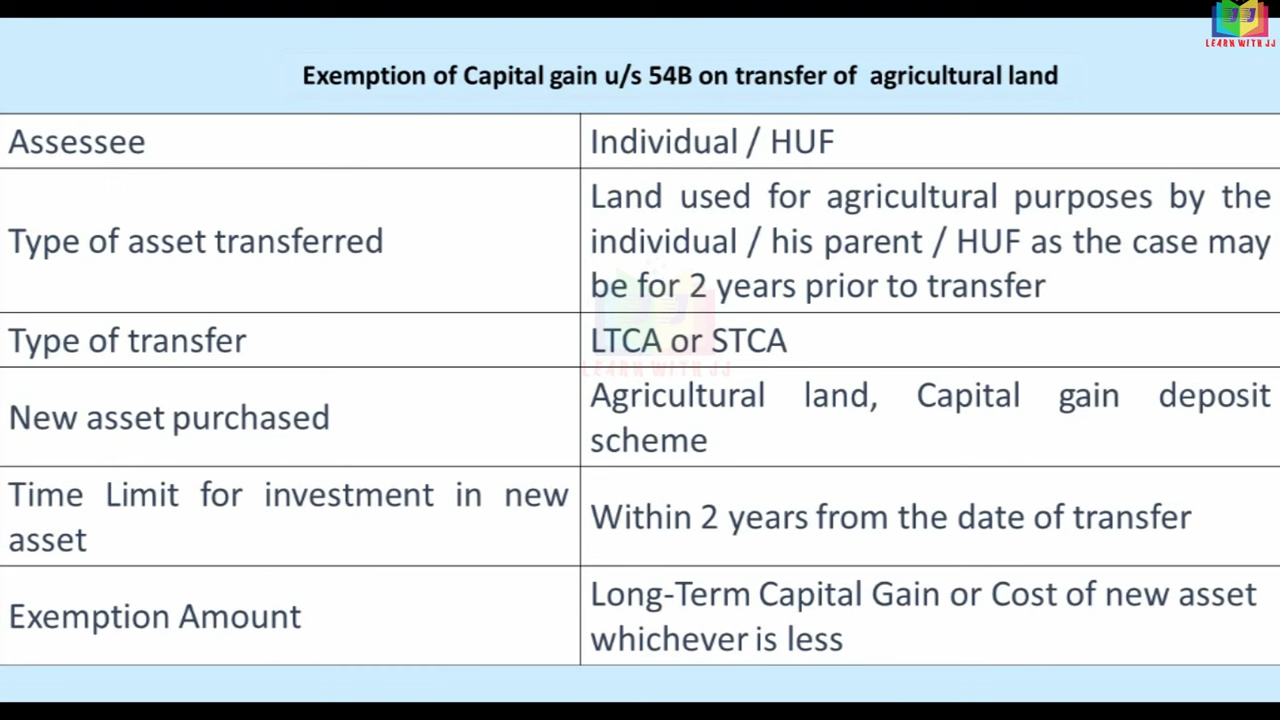 LEARN WITH JJ
Exemption of Capital gain u/s 54B on transfer of agricultural land
Assessee
Individual / HUF
Type of asset transferred
Land used for agricultural purposes by the
individual / his parent / HUF as the case may
be for 2 years prior to transfer
Type of transfer
LTCA or STCA
LEARN WITH JJ
New asset purchased
Agricultural land, Capital gain deposit
scheme
Time Limit for investment in new
asset
Within 2 years from the date of transfer
Exemption Amount
Long-Term Capital Gain or Cost of new asset
whichever is less